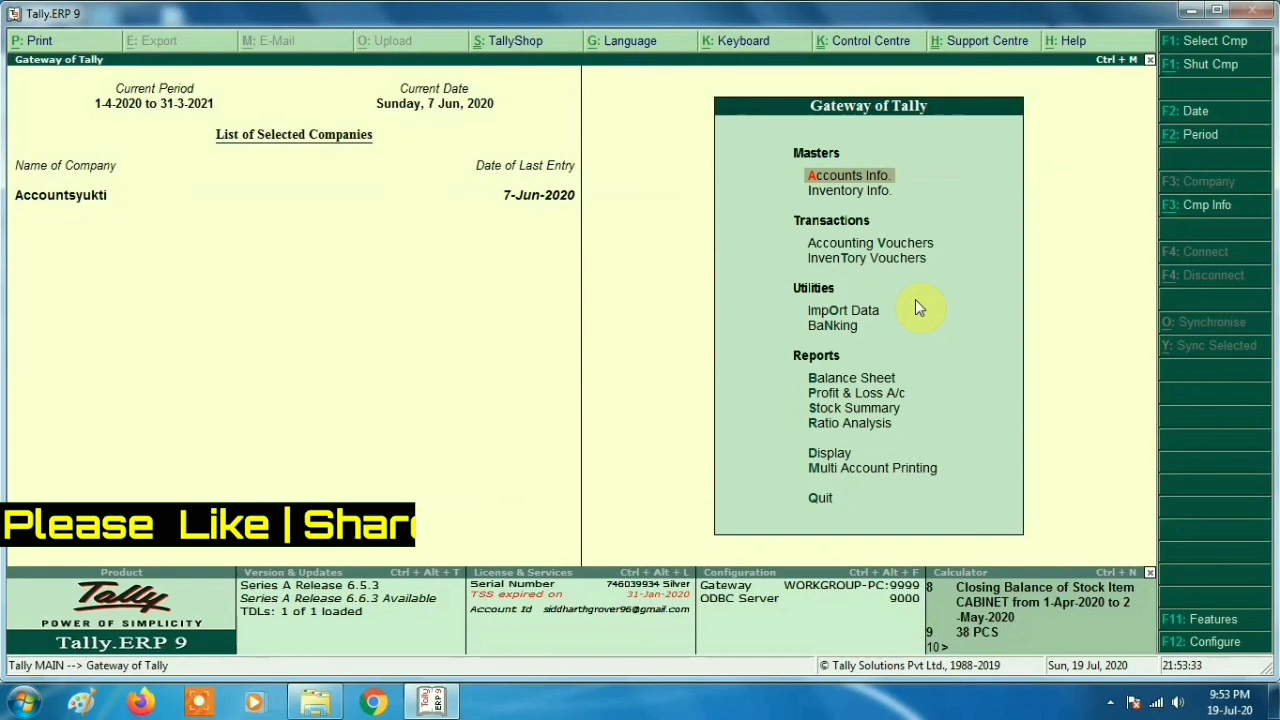 Tally.ERP 9
P: Print
E: Export
M: E-Mail
O: Upload
S: TallyShop
G: Language
K: Keyboard
K: Control Centre
H: Support Centre
H: Help
Gateway of Tally
Ctrl + M
Current Period
1-4-2020 to 31-3-2021
Current Date
Sunday, 7 Jun, 2020
List of Selected Companies
Name of Company
Date of Last Entry
Accountsyukti
7-Jun-2020
Gateway of Tally
Masters
Accounts Info.
Inventory Info.
Transactions
Accounting Vouchers
InvenTory Vouchers
Utilities
ImpOrt Data
BaNking
Reports
Balance Sheet
Profit & Loss A/c
Stock Summary
Ratio Analysis
Display
Multi Account Printing
Quit
F1: Select Cmp
F1: Shut Cmp
F2: Date
F2: Period
F3: Company
F3: Cmp Info
F4: Connect
F4: Disconnect
O: Synchronise
Y: Sync Selected
F11: Features
F12: Configure
Please Like | Share
Product
Tally
POWER OF SIMPLICITY
Tally.ERP 9
Version & Updates
Ctrl + Alt + T
Series A Release 6.5.3
Series A Release 6.6.3 Available
TDLs: 1 of 1 loaded
License & Services
Ctrl + Alt + L
Serial Number
746039934 Silver
TSS expired on
31-Jan-2020
Account Id
siddharthgrover96@gmail.com
Configuration
Ctrl + Alt + F
Gateway
WORKGROUP-PC:9999
ODBC Server
9000
Calculator
Ctrl + N
8 Closing Balance of Stock Item
CABINET from 1-Apr-2020 to 2
-May-2020
9 38 PCS
10>
Tally MAIN --> Gateway of Tally
© Tally Solutions Pvt Ltd., 1988-2019
Sun, 19 Jul, 2020
21:53:33
Tally
ERP 9
9:53 PM
19-Jul-20